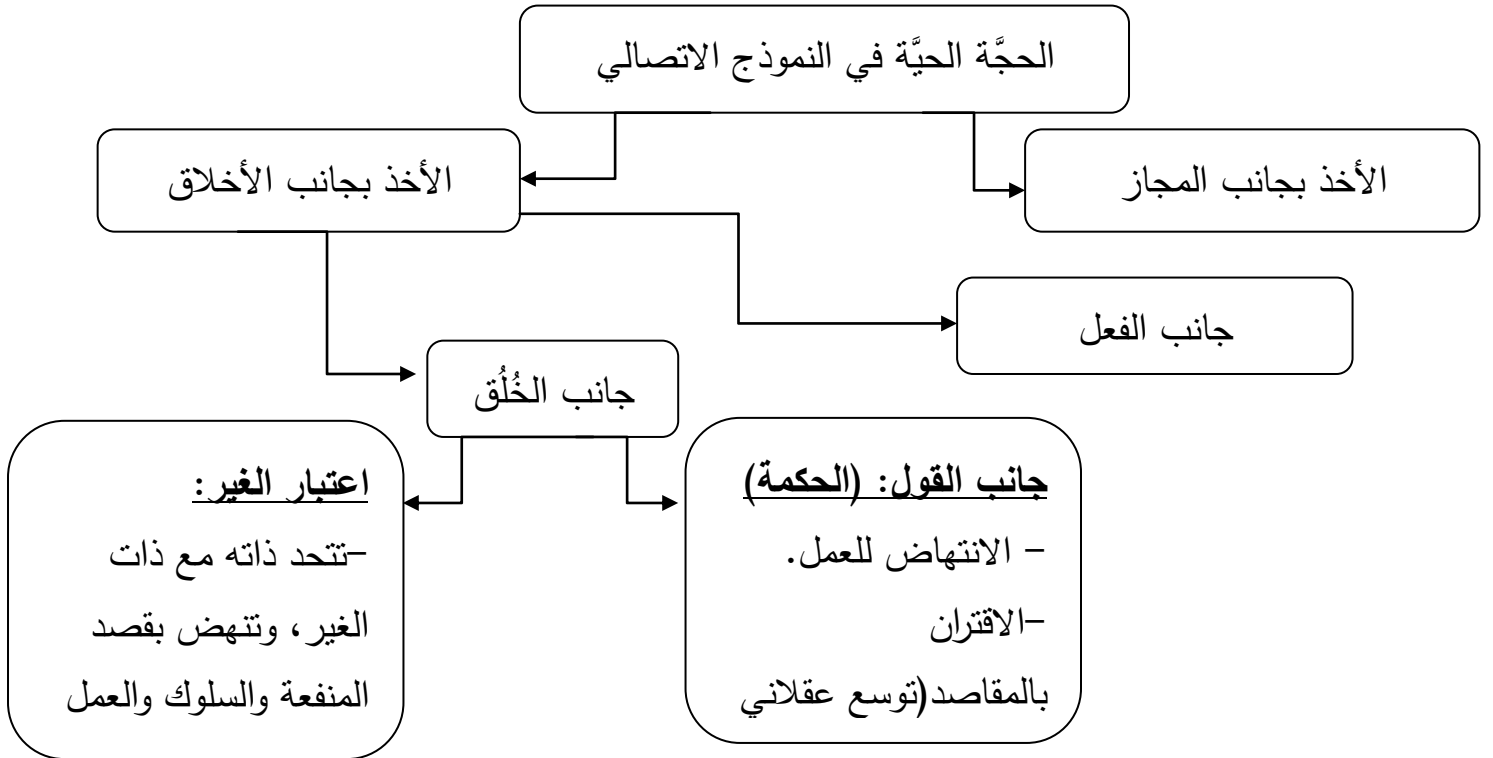 الحجَّة الحيَّة في النموذج الاتصالي
الأخذ بجانب المجاز
الأخذ بجانب الأخلاق
جانب الفعل
جانب الخُلُق
جانب القول: (الحكمة)
– الانتهاض للعمل.
–الاقتران
بالمقاصد(توسع عقلاني
اعتبار الغير:
–تتحد ذاته مع ذات
الغير، وتنهض بقصد
المنفعة والسلوك والعمل